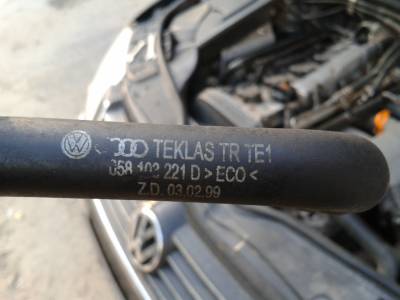 TEKLAS TR TE1
058 103 221 D > ECO <
Z.D. 03.02.99